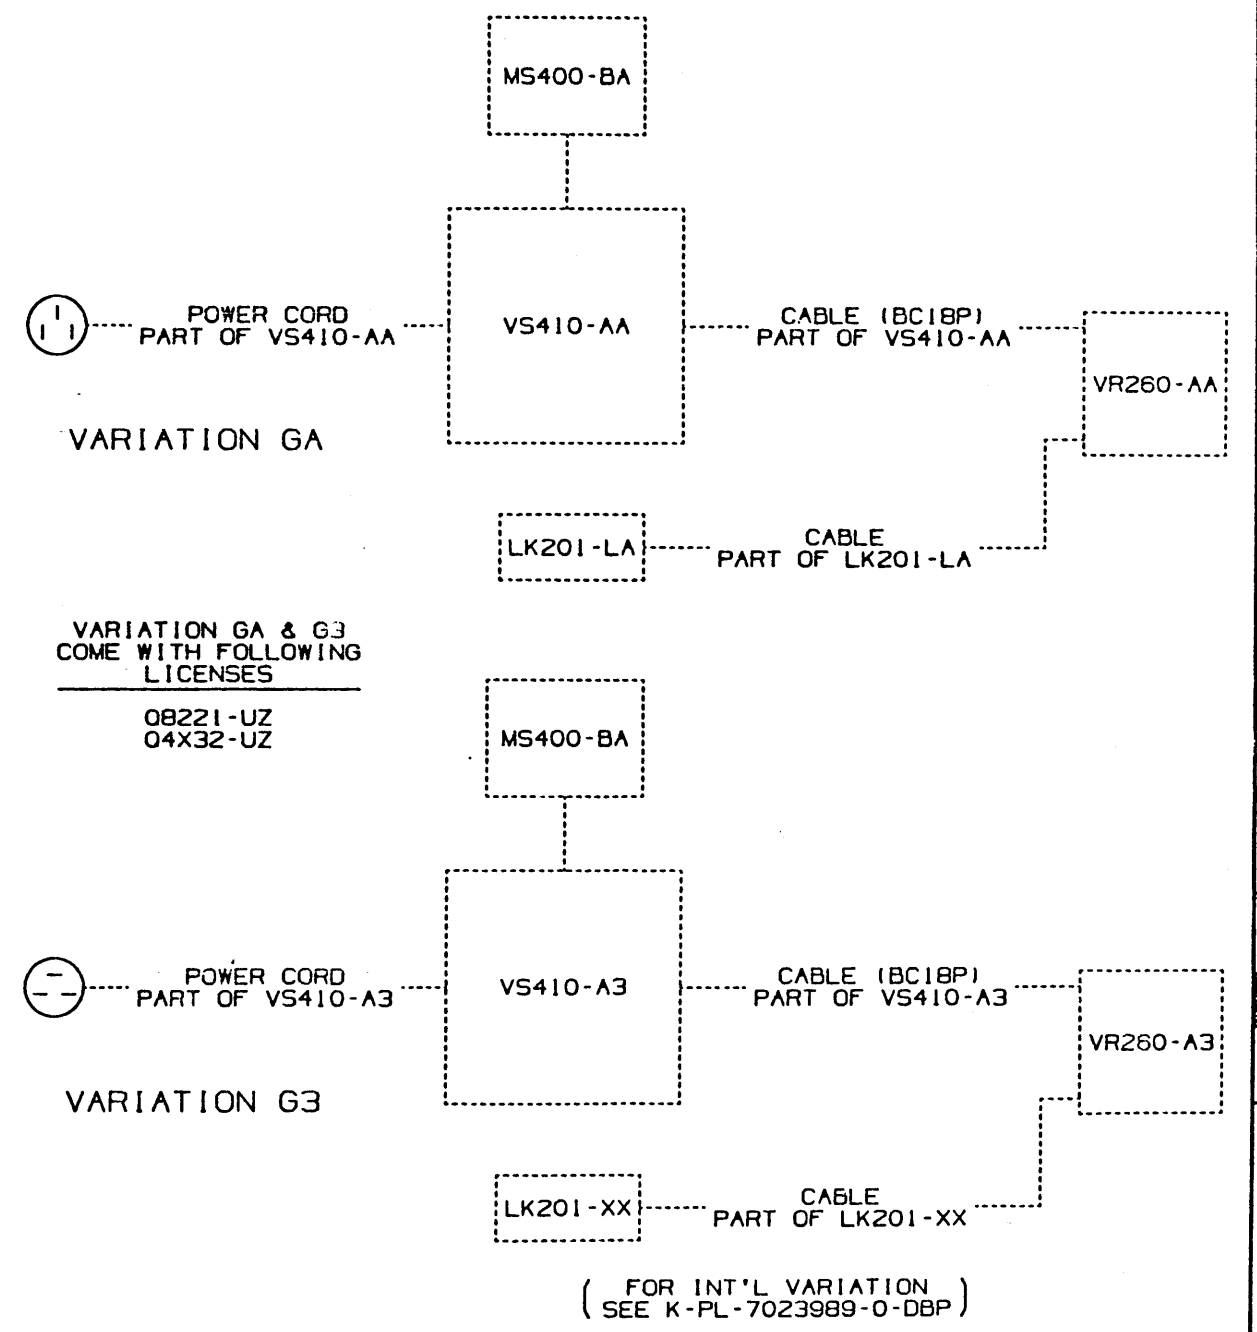 MS400-BA
POWER CORD
PART OF VS410-AA
VS410-AA
CABLE (BC18P)
PART OF VS410-AA
VR260-AA
VARIATION GA
LK201-LA
CABLE
PART OF LK201-LA
VARIATION GA & G3
COME WITH FOLLOWING
LICENSES
08221-UZ
04X32-UZ
MS400-BA
POWER CORD
PART OF VS410-A3
VS410-A3
CABLE (BC18P)
PART OF VS410-A3
VR260-A3
VARIATION G3
LK201-XX
CABLE
PART OF LK201-XX
( FOR INT'L VARIATION
SEE K-PL-7023989-0-DBP )